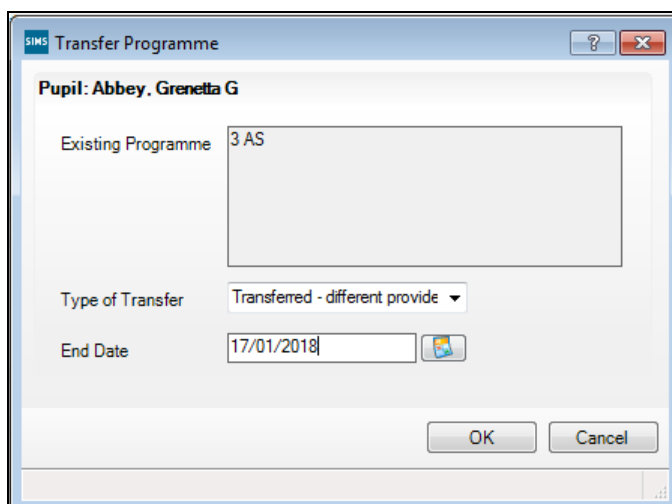 SIMS Transfer Programme ?
Pupil: Abbey, Grenetta G
Existing Programme 3 AS
Type of Transfer Transferred - different provide
End Date 17/01/2018
OK Cancel